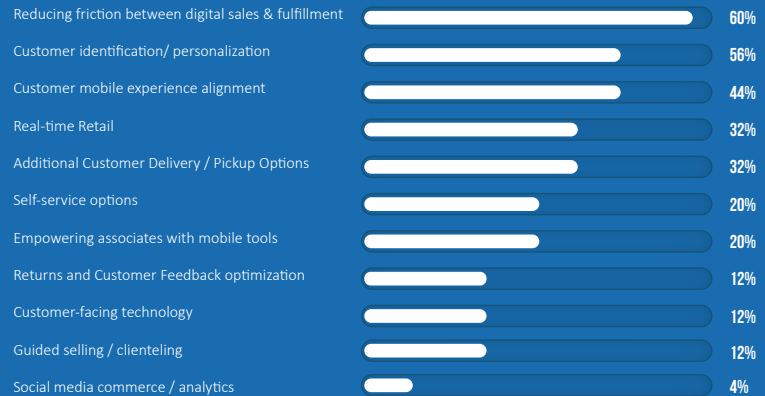 Reducing friction between digital sales & fulfillment 60%
Customer identification/ personalization 56%
Customer mobile experience alignment 44%
Real-time Retail 32%
Additional Customer Delivery / Pickup Options 32%
Self-service options 20%
Empowering associates with mobile tools 20%
Returns and Customer Feedback optimization 12%
Customer-facing technology 12%
Guided selling / clienteling 12%
Social media commerce / analytics 4%